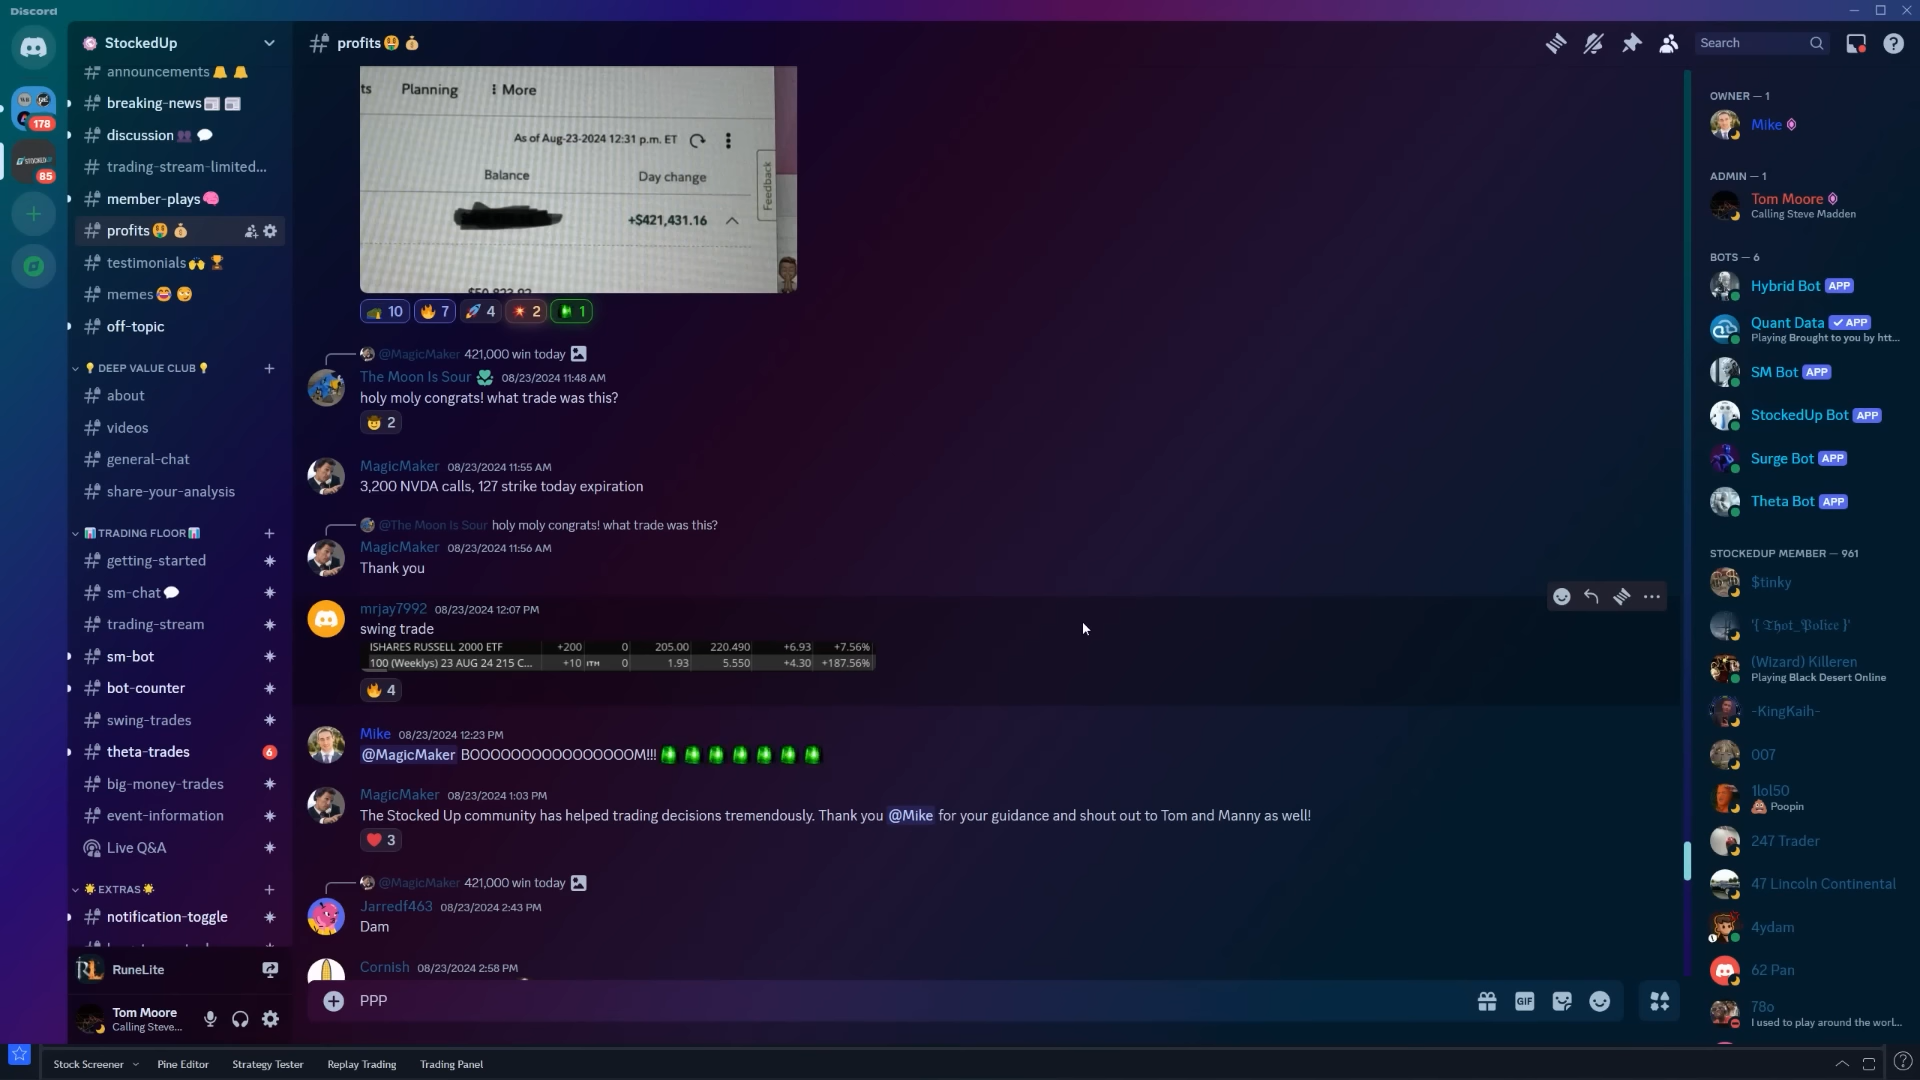 Discord
StockedUp
announcements
breaking-news
discussion
trading-stream-limited...
member-plays
profits
testimonials
memes
off-topic
DEEP VALUE CLUB
about
videos
general-chat
share-your-analysis
TRADING FLOOR
getting-started
sm-chat
trading-stream
sm-bot
bot-counter
swing-trades
theta-trades
6
big-money-trades
event-information
Live Q&A
EXTRAS
notification-toggle
178
85
RuneLite
Tom Moore
Calling Steve...
profits
Search
ts Planning More
As of Aug-23-2024 12:31 p.m. ET
Balance Day change
Feedback
+$421,431.16
$50,823.92
10 7 4 2 1
@MagicMaker 421,000 win today
The Moon Is Sour 08/23/2024 11:48 AM
holy moly congrats! what trade was this?
2
MagicMaker 08/23/2024 11:55 AM
3,200 NVDA calls, 127 strike today expiration
@The Moon Is Sour holy moly congrats! what trade was this?
MagicMaker 08/23/2024 11:56 AM
Thank you
mrjay7992 08/23/2024 12:07 PM
swing trade
ISHARES RUSSELL 2000 ETF +200 0 205.00 220.490 +6.93 +7.56%
100 (Weeklys) 23 AUG 24 215 C... +10 ITM 0 1.93 5.550 +4.30 +187.56%
4
Mike 08/23/2024 12:23 PM
@MagicMaker BOOOOOOOOOOOOOOOOM!!!
MagicMaker 08/23/2024 1:03 PM
The Stocked Up community has helped trading decisions tremendously. Thank you @Mike for your guidance and shout out to Tom and Manny as well!
3
@MagicMaker 421,000 win today
Jarredf463 08/23/2024 2:43 PM
Dam
Cornish 08/23/2024 2:58 PM
PPP
GIF
OWNER — 1
Mike
ADMIN — 1
Tom Moore
Calling Steve Madden
BOTS — 6
Hybrid Bot APP
Quant Data APP
Playing Brought to you by htt...
SM Bot APP
StockedUp Bot APP
Surge Bot APP
Theta Bot APP
STOCKEDUP MEMBER — 961
$tinky
'{ 𝔗𝔥𝔬𝔱_𝔓𝔬𝔩𝔦𝔠𝔢 }'
(Wizard) Killeren
Playing Black Desert Online
-KingKaih-
007
1lol50
Poopin
247 Trader
47 Lincoln Continental
4ydam
62 Pan
78o
I used to play around the worl...
Stock Screener Pine Editor Strategy Tester Replay Trading Trading Panel